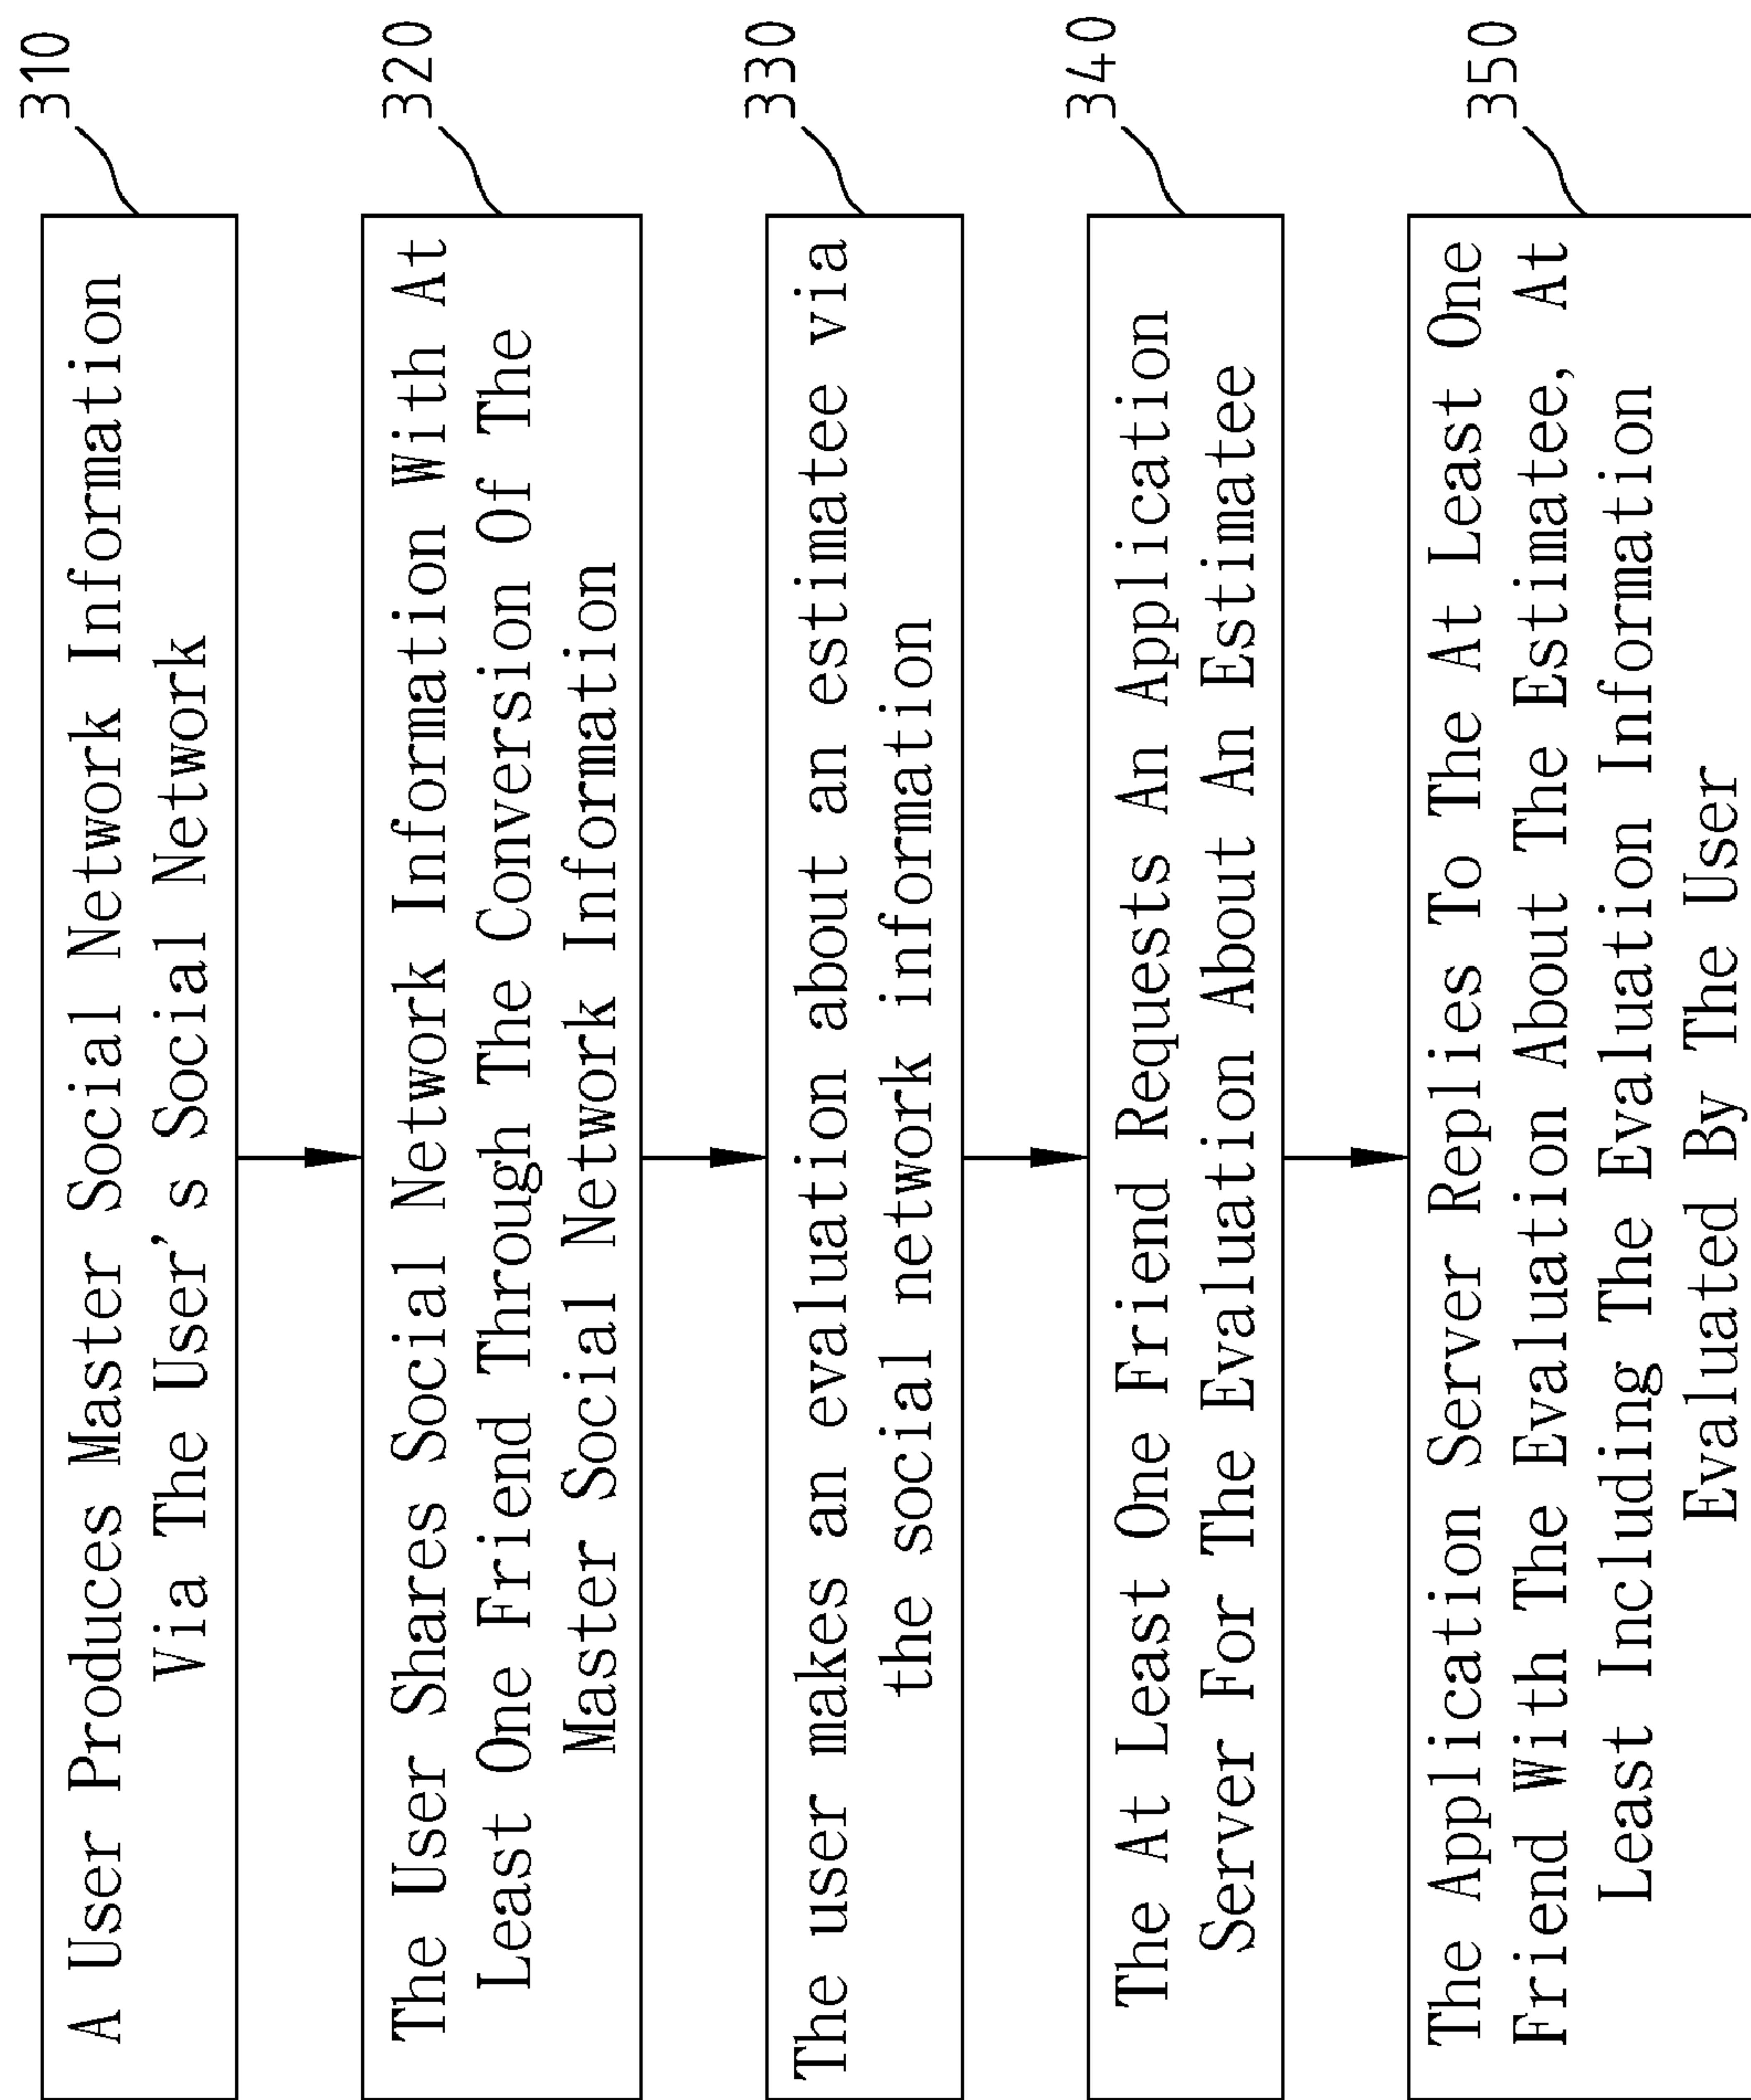 A User Produces Master Social Network Information
Via The User's Social Network
310
The User Shares Social Network Information With At
Least One Friend Through The Conversion Of The
Master Social Network Information
320
The user makes an evaluation about an estimatee via
the social network information
330
The At Least One Friend Requests An Application
Server For The Evaluation About An Estimatee
340
The Application Server Replies To The At Least One
Friend With The Evaluation About The Estimatee, At
Least Including The Evaluation Information
Evaluated By The User
350